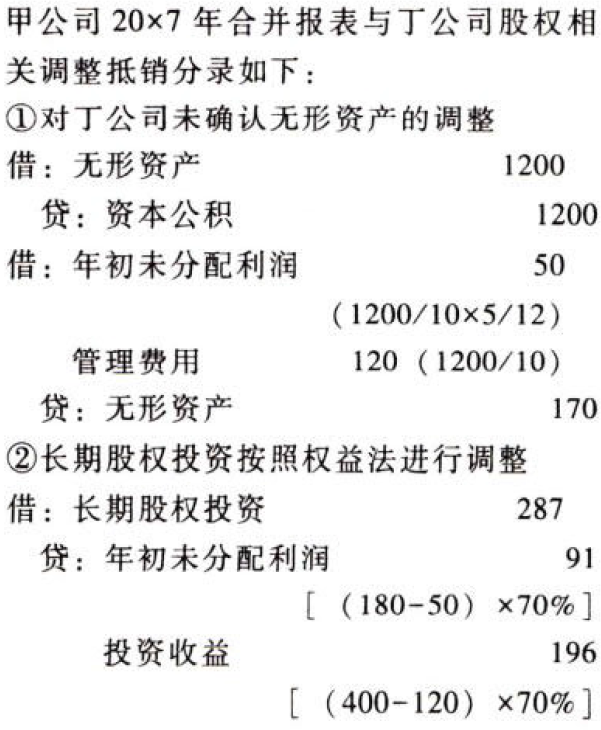 甲公司 20×7 年合并报表与丁公司股权相
关调整抵销分录如下：
①对丁公司未确认无形资产的调整
借：无形资产 1200
贷：资本公积 1200
借：年初未分配利润 50
（1200/10×5/12）
管理费用 120（1200/10）
贷：无形资产 170
②长期股权投资按照权益法进行调整
借：长期股权投资 287
贷：年初未分配利润 91
[（180-50）×70%]
投资收益 196
[（400-120）×70%]